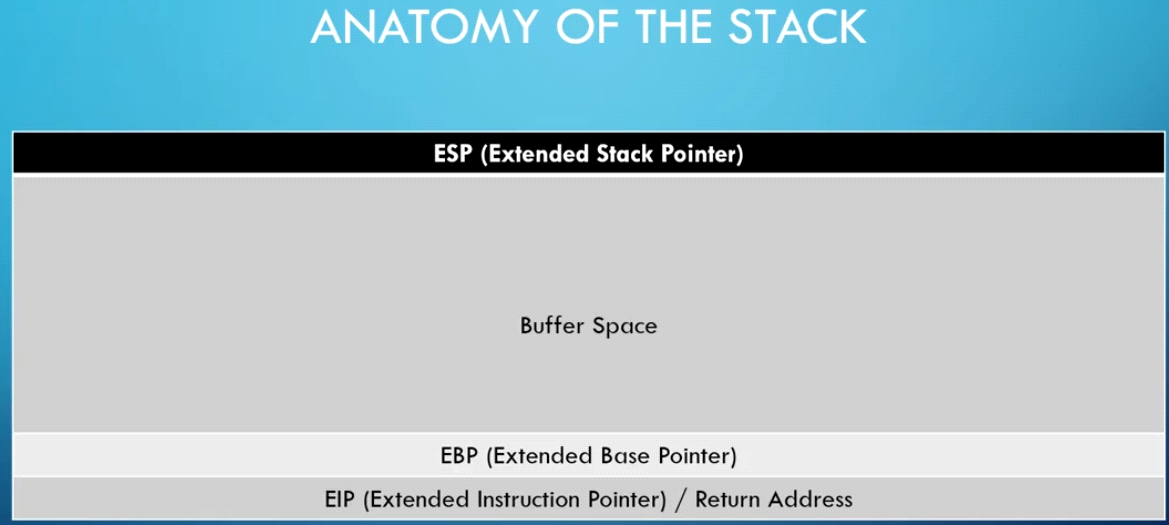 ANATOMY OF THE STACK
ESP (Extended Stack Pointer)
Buffer Space
EBP (Extended Base Pointer)
EIP (Extended Instruction Pointer) / Return Address